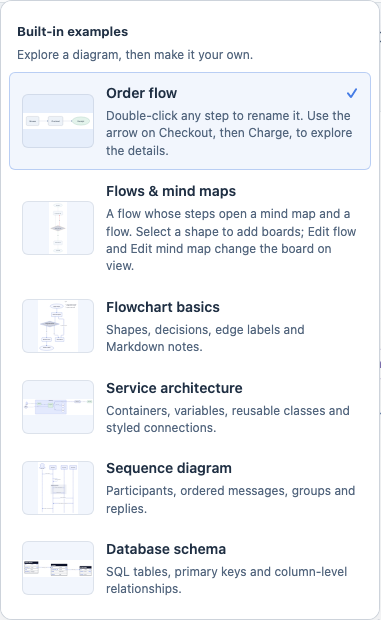 Built-in examples
Explore a diagram, then make it your own.
Order flow
Double-click any step to rename it. Use the
arrow on Checkout, then Charge, to explore
the details.
Flows & mind maps
A flow whose steps open a mind map and a
flow. Select a shape to add boards; Edit flow
and Edit mind map change the board on
view.
Flowchart basics
Shapes, decisions, edge labels and
Markdown notes.
Service architecture
Containers, variables, reusable classes and
styled connections.
Sequence diagram
Participants, ordered messages, groups and
replies.
Database schema
SQL tables, primary keys and column-level
relationships.